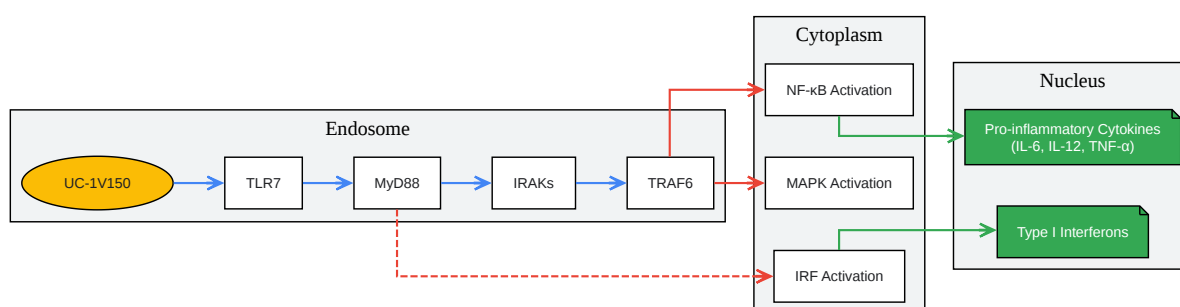 Endosome
UC-1V150
TLR7
MyD88
IRAKs
TRAF6
Cytoplasm
NF-κB Activation
MAPK Activation
IRF Activation
Nucleus
Pro-inflammatory Cytokines
(IL-6, IL-12, TNF-α)
Type I Interferons